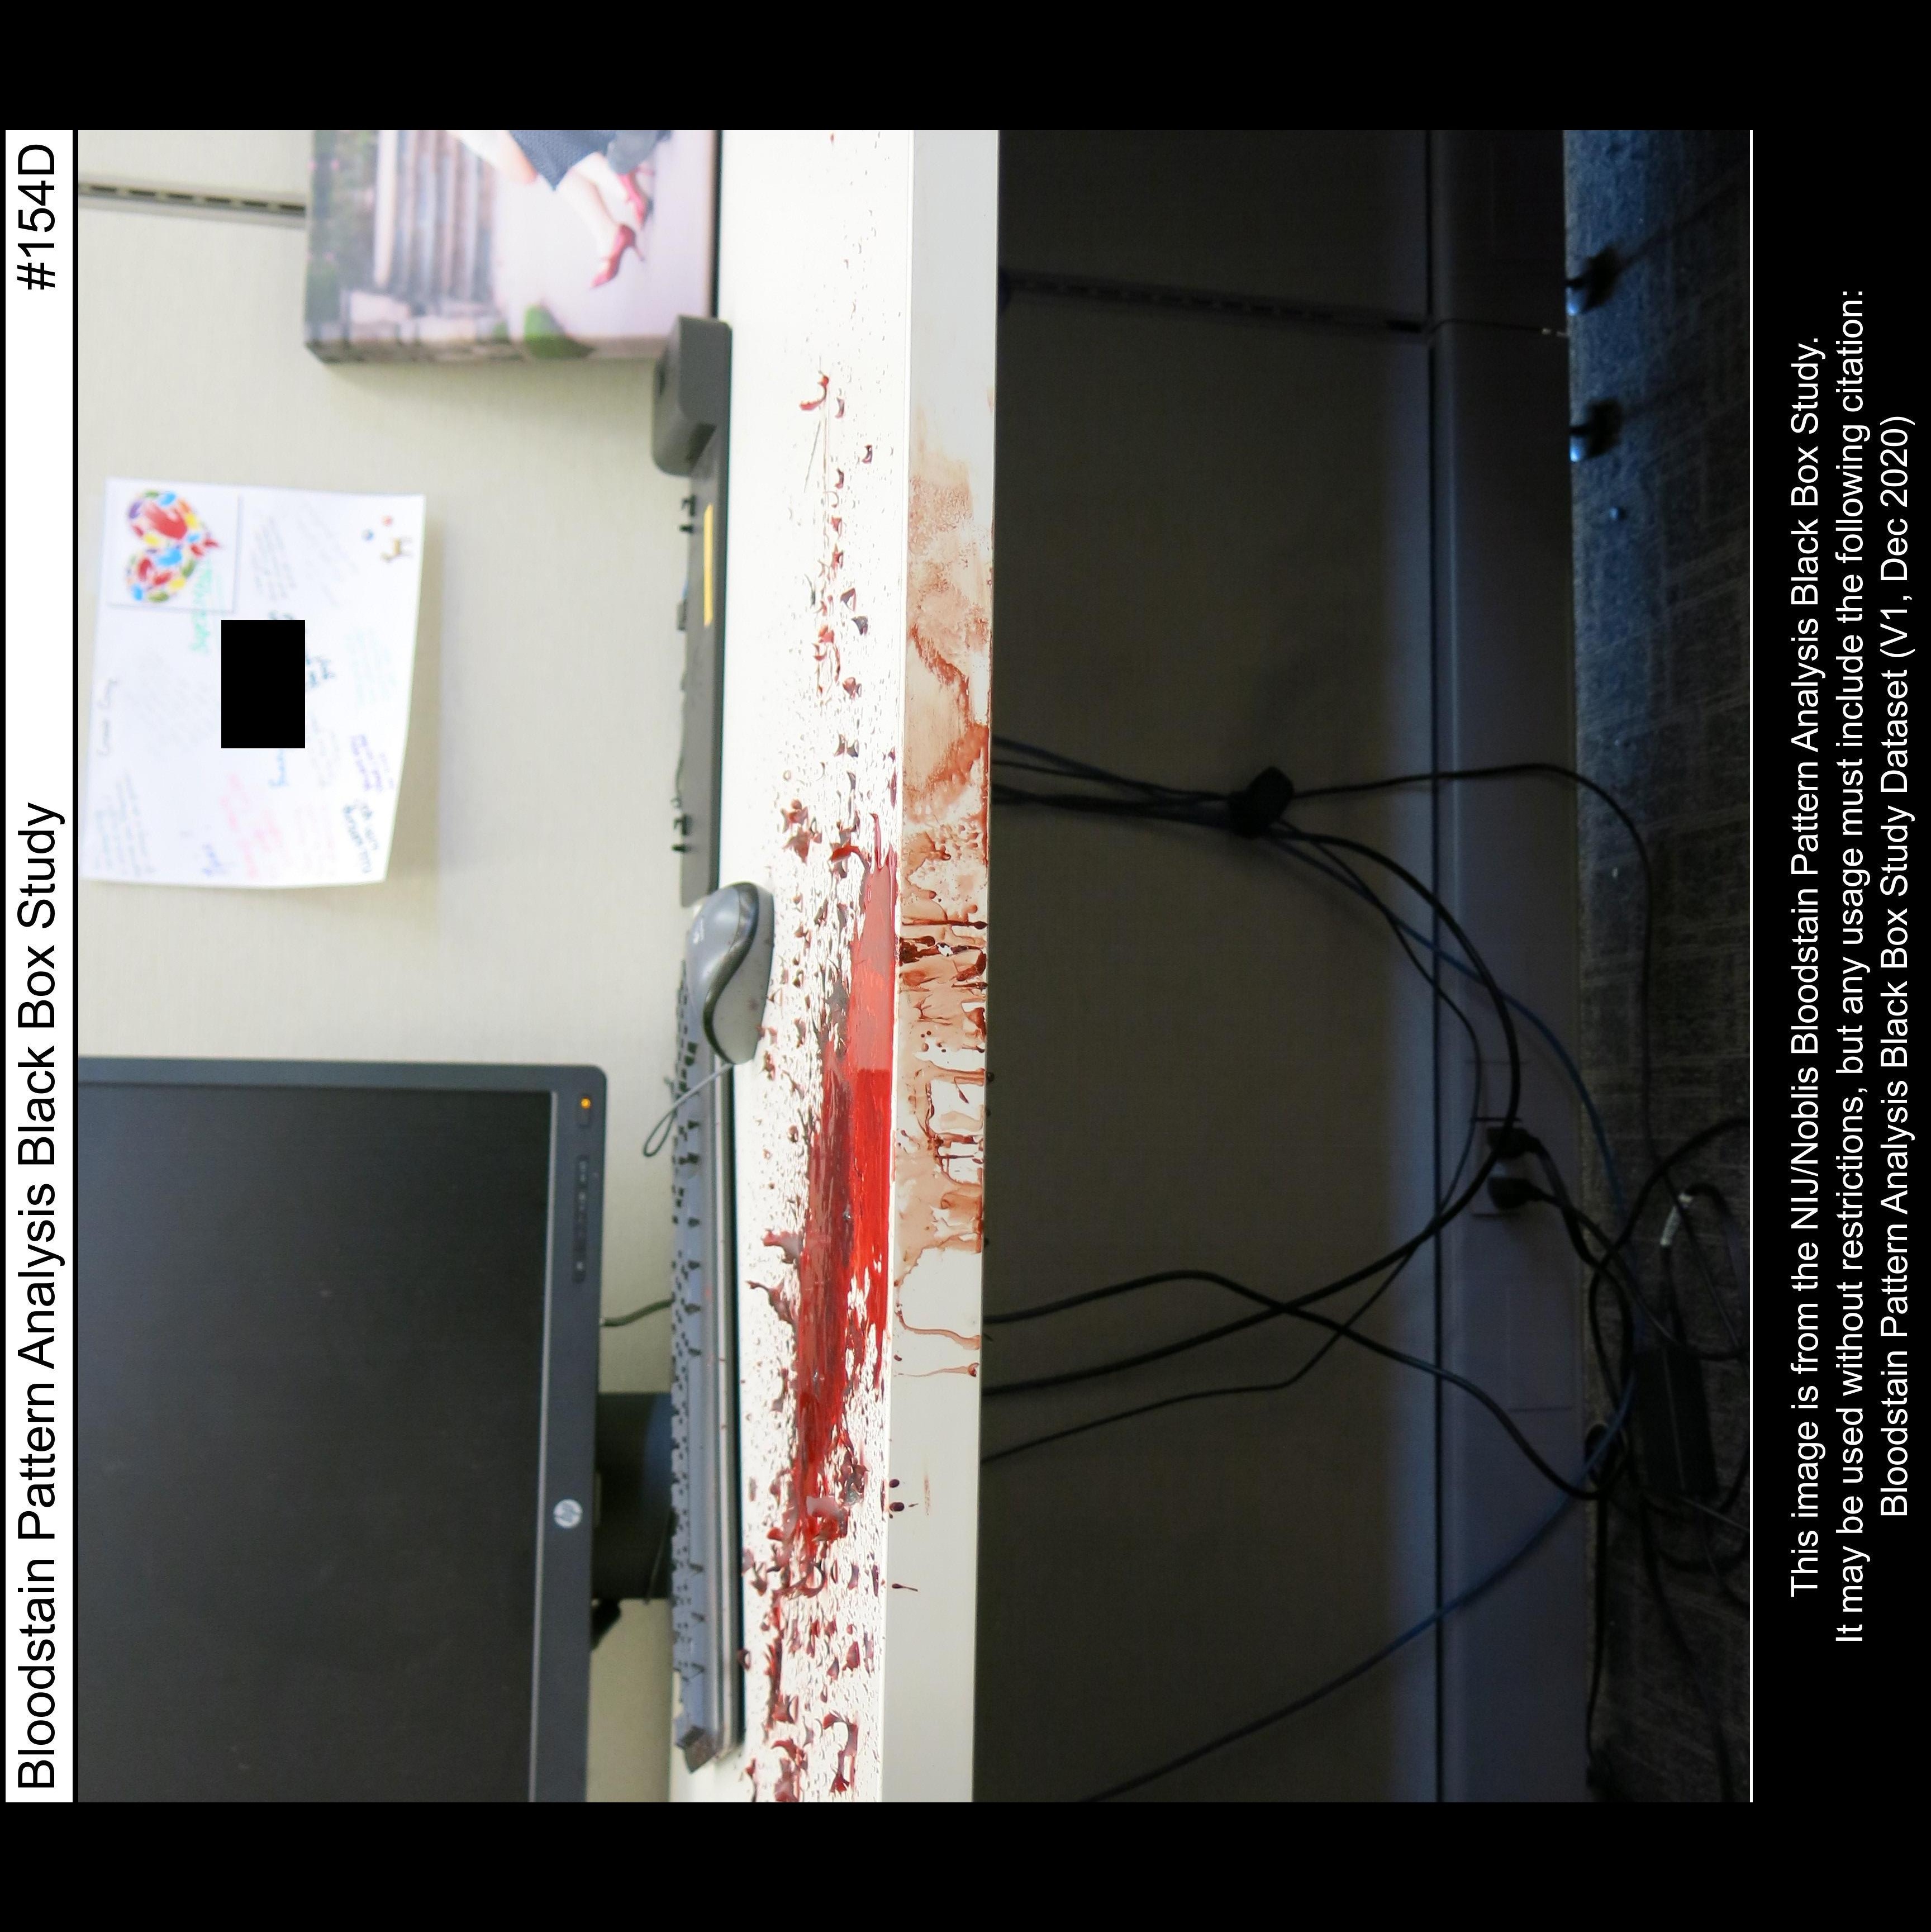 Bloodstain Pattern Analysis Black Box Study #154D
hp
This image is from the NIJ/Noblis Bloodstain Pattern Analysis Black Box Study.
It may be used without restrictions, but any usage must include the following citation:
Bloodstain Pattern Analysis Black Box Study Dataset (V1, Dec 2020)